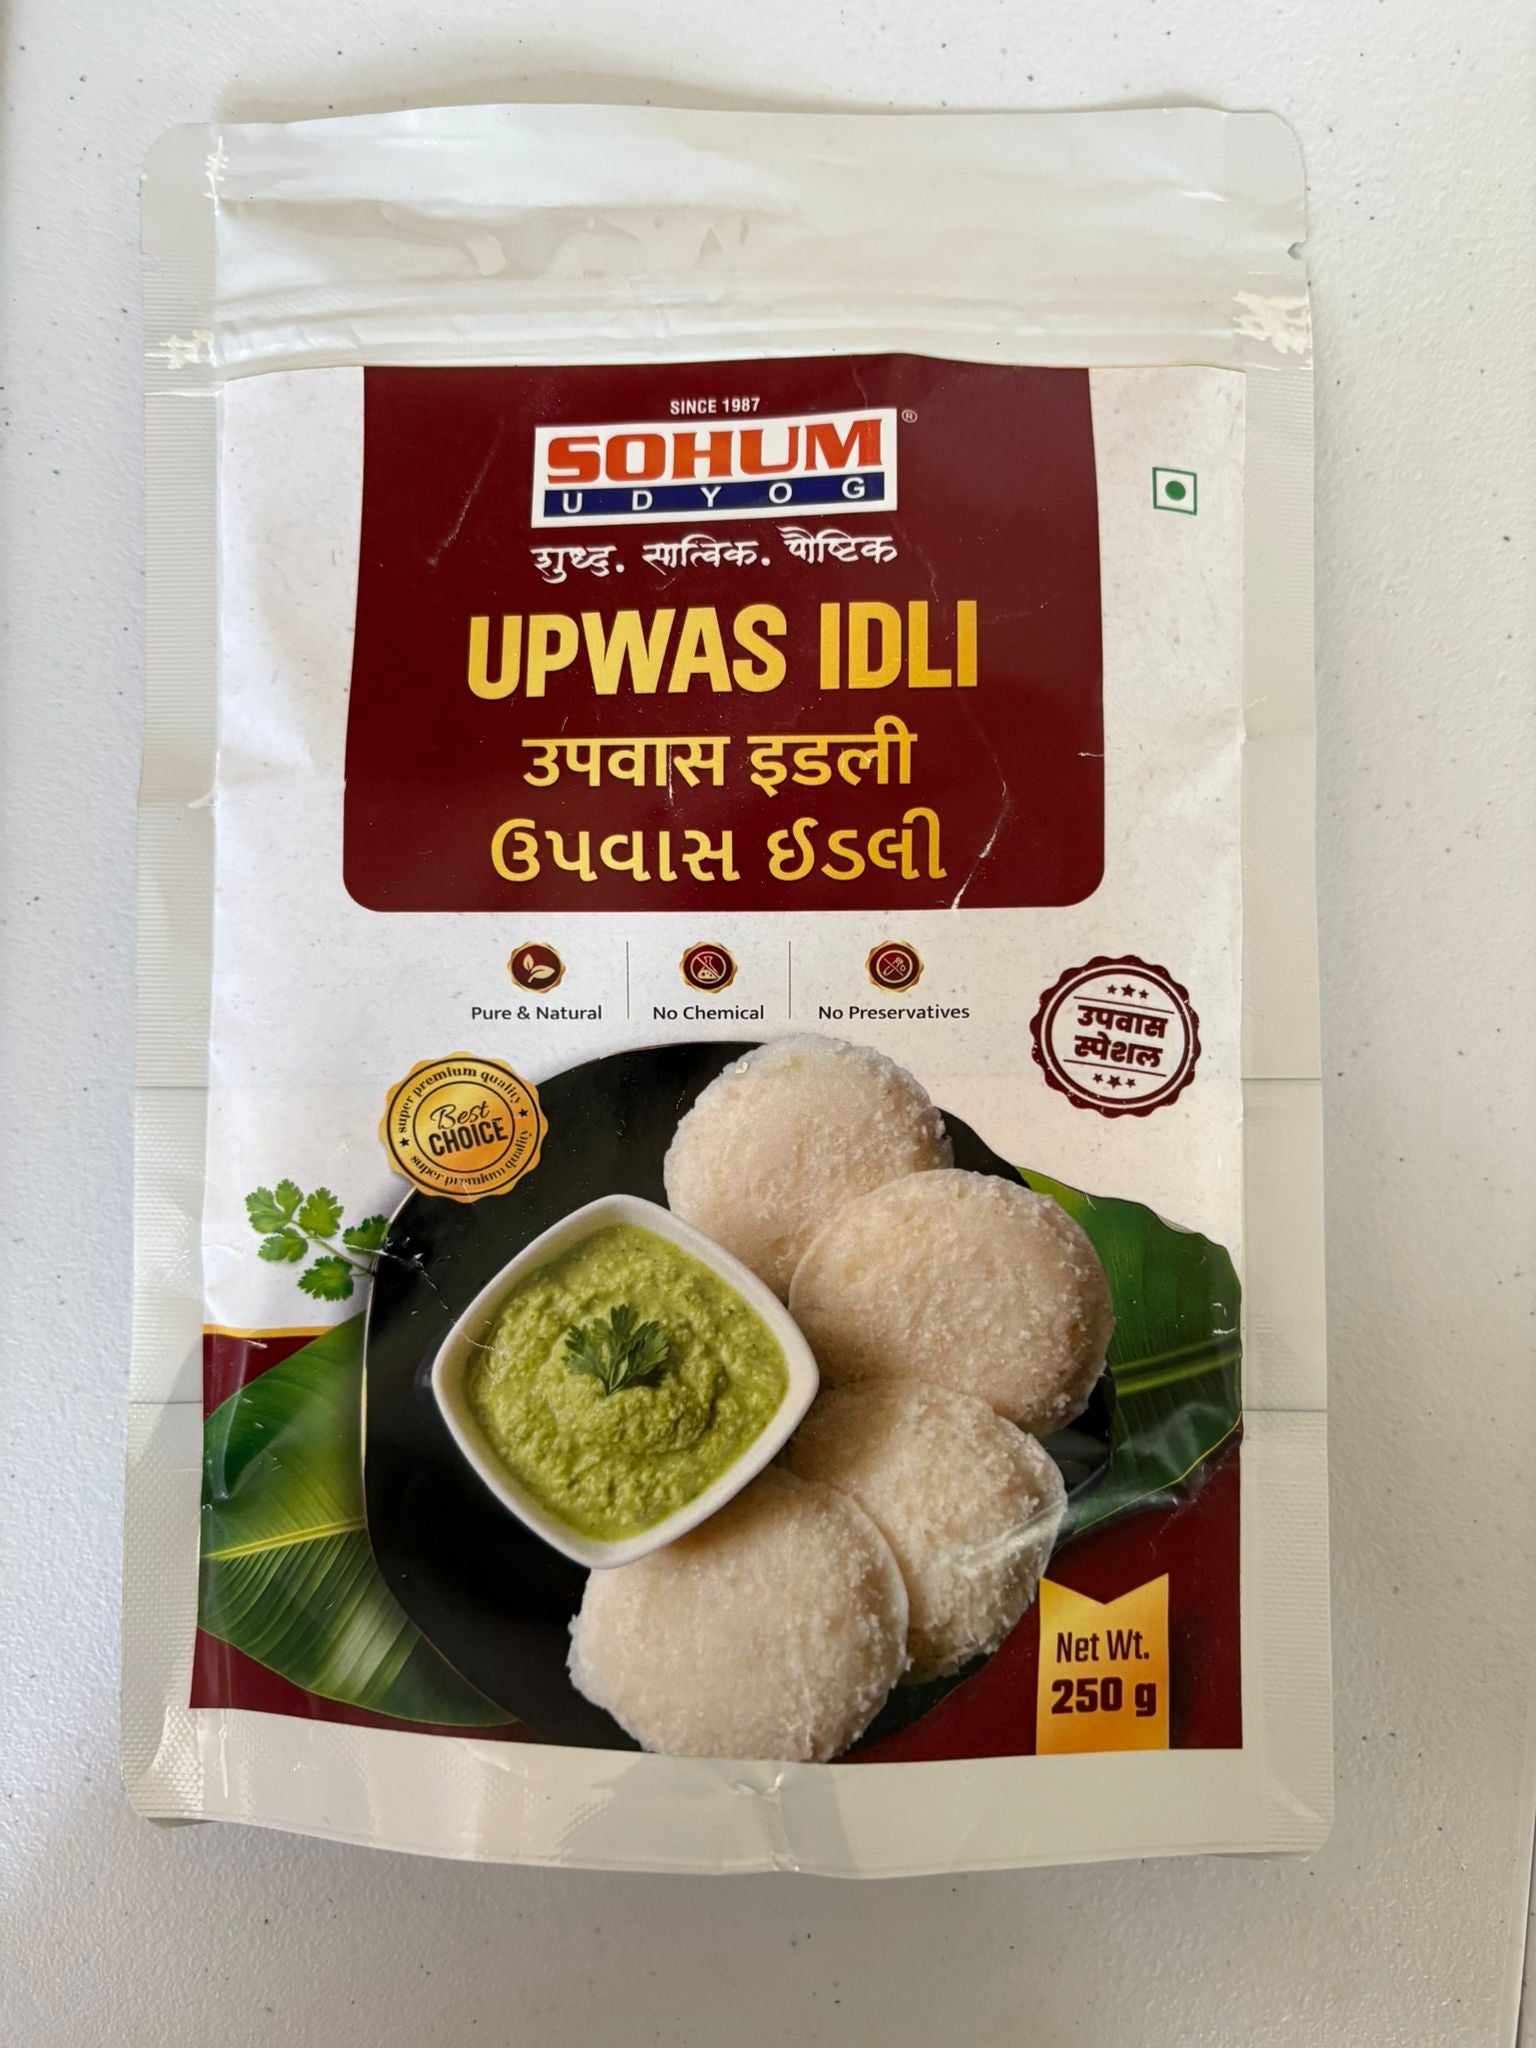 SINCE 1987
SOHUM ®
UDYOG
शुध्द. सात्विक. पौष्टिक
UPWAS IDLI
उपवास इडली
ઉપવાસ ઈડલી
Pure & Natural
No Chemical
No Preservatives
उपवास
स्पेशल
super premium quality
Best
CHOICE
super premium quality
Net Wt.
250 g